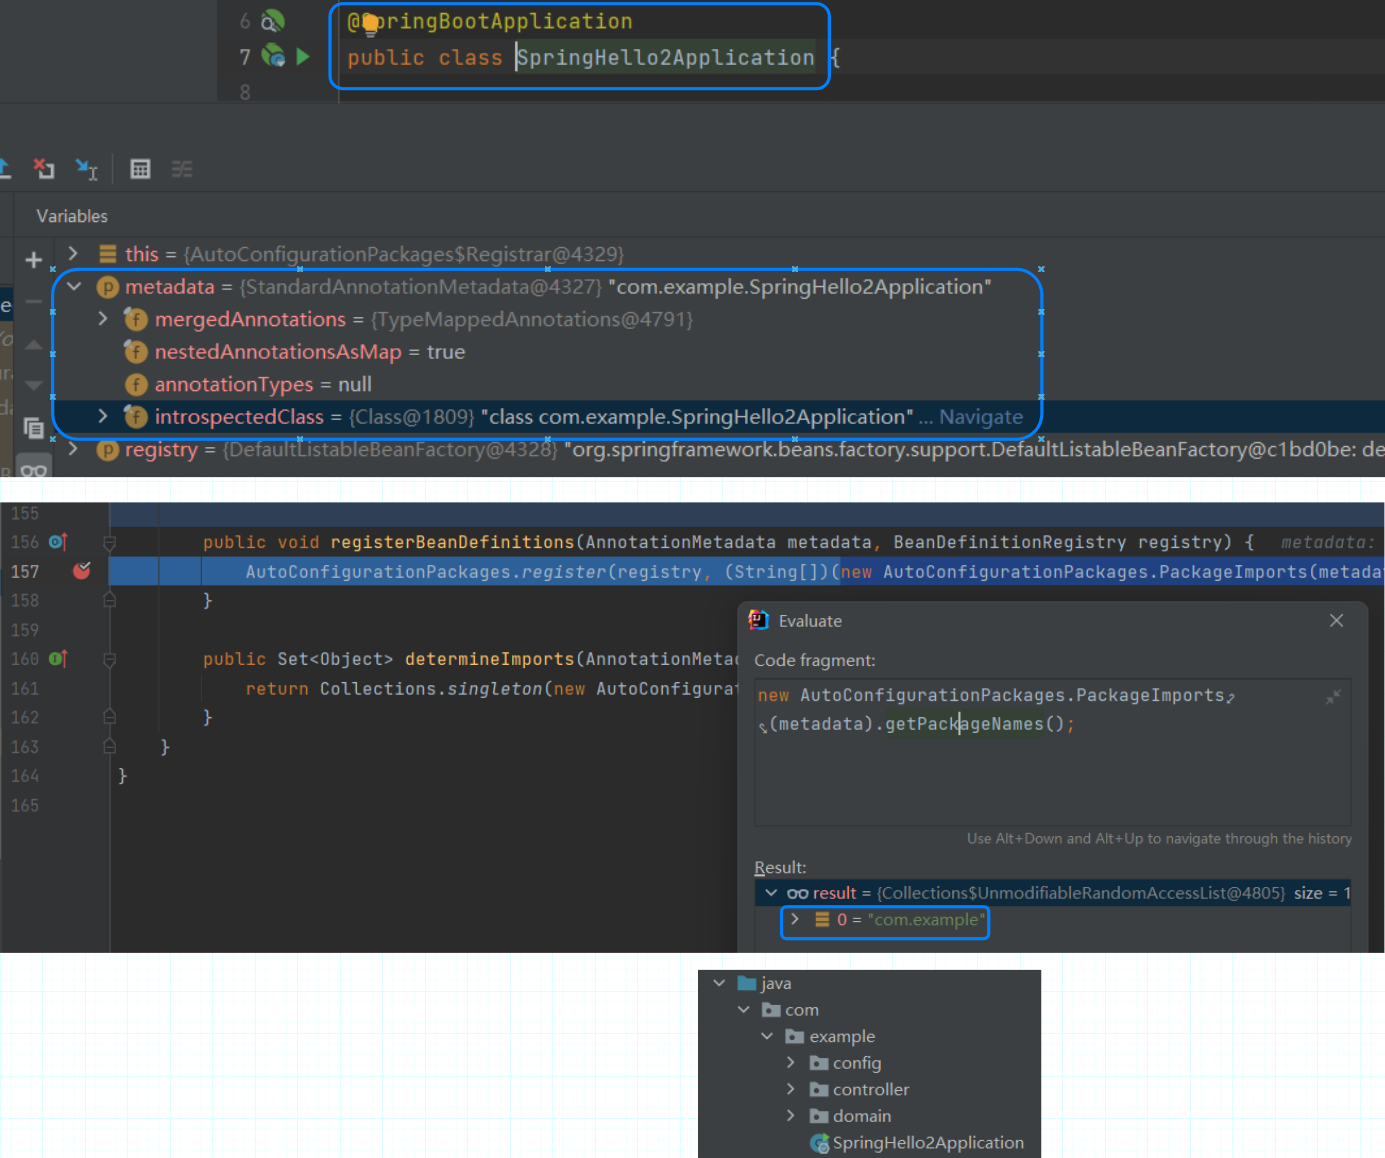 6
@SpringBootApplication
7 public class SpringHello2Application {
8
Variables
this = {AutoConfigurationPackages$Registrar@4329}
metadata = {StandardAnnotationMetadata@4327} "com.example.SpringHello2Application"
mergedAnnotations = {TypeMappedAnnotations@4791}
nestedAnnotationsAsMap = true
annotationTypes = null
introspectedClass = {Class@1809} "class com.example.SpringHello2Application" ... Navigate
registry = {DefaultListableBeanFactory@4328} "org.springframework.beans.factory.support.DefaultListableBeanFactory@c1bd0be: de
155
156 public void registerBeanDefinitions(AnnotationMetadata metadata, BeanDefinitionRegistry registry) { metadata:
157 AutoConfigurationPackages.register(registry, (String[])(new AutoConfigurationPackages.PackageImports(metada
158 }
159
160 public Set<Object> determineImports(AnnotationMetad
161 return Collections.singleton(new AutoConfigurat
162 }
163 }
164 }
165
Evaluate
Code fragment:
new AutoConfigurationPackages.PackageImports
(metadata).getPackageNames();
Use Alt+Down and Alt+Up to navigate through the history
Result:
result = {Collections$UnmodifiableRandomAccessList@4805} size = 1
0 = "com.example"
java
com
example
config
controller
domain
SpringHello2Application